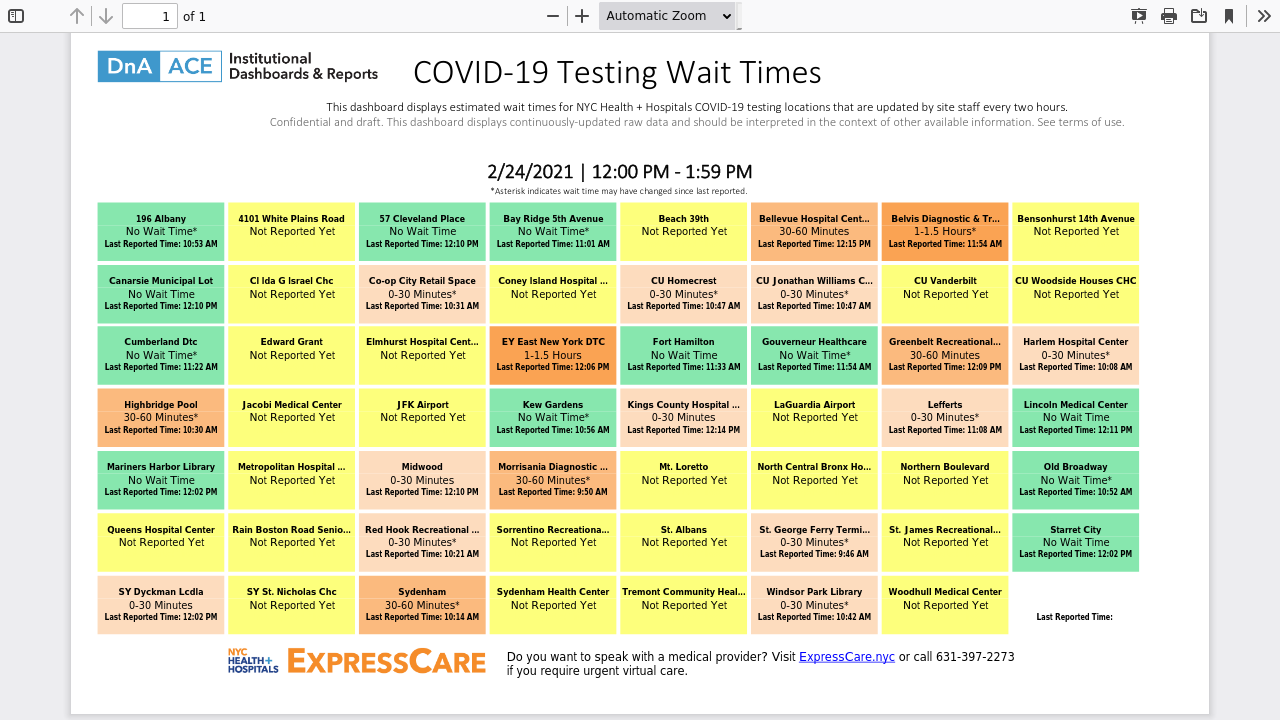 1 of 1
Automatic Zoom
DnA ACE Institutional
Dashboards & Reports
COVID-19 Testing Wait Times
This dashboard displays estimated wait times for NYC Health + Hospitals COVID-19 testing locations that are updated by site staff every two hours.
Confidential and draft. This dashboard displays continuously-updated raw data and should be interpreted in the context of other available information. See terms of use.
2/24/2021 | 12:00 PM - 1:59 PM
*Asterisk indicates wait time may have changed since last reported.
196 Albany
No Wait Time*
Last Reported Time: 10:53 AM
4101 White Plains Road
Not Reported Yet
57 Cleveland Place
No Wait Time
Last Reported Time: 12:10 PM
Bay Ridge 5th Avenue
No Wait Time*
Last Reported Time: 11:01 AM
Beach 39th
Not Reported Yet
Bellevue Hospital Cent...
30-60 Minutes
Last Reported Time: 12:15 PM
Belvis Diagnostic & Tr...
1-1.5 Hours*
Last Reported Time: 11:54 AM
Bensonhurst 14th Avenue
Not Reported Yet
Canarsie Municipal Lot
No Wait Time
Last Reported Time: 12:10 PM
CI Ida G Israel Chc
Not Reported Yet
Co-op City Retail Space
0-30 Minutes*
Last Reported Time: 10:31 AM
Coney Island Hospital ...
Not Reported Yet
CU Homecrest
0-30 Minutes*
Last Reported Time: 10:47 AM
CU Jonathan Williams C...
0-30 Minutes*
Last Reported Time: 10:47 AM
CU Vanderbilt
Not Reported Yet
CU Woodside Houses CHC
Not Reported Yet
Cumberland Dtc
No Wait Time*
Last Reported Time: 11:22 AM
Edward Grant
Not Reported Yet
Elmhurst Hospital Cent...
Not Reported Yet
EY East New York DTC
1-1.5 Hours
Last Reported Time: 12:06 PM
Fort Hamilton
No Wait Time
Last Reported Time: 11:33 AM
Gouverneur Healthcare
No Wait Time*
Last Reported Time: 11:54 AM
Greenbelt Recreational...
30-60 Minutes
Last Reported Time: 12:09 PM
Harlem Hospital Center
0-30 Minutes*
Last Reported Time: 10:08 AM
Highbridge Pool
30-60 Minutes*
Last Reported Time: 10:30 AM
Jacobi Medical Center
Not Reported Yet
JFK Airport
Not Reported Yet
Kew Gardens
No Wait Time*
Last Reported Time: 10:56 AM
Kings County Hospital ...
0-30 Minutes
Last Reported Time: 12:14 PM
LaGuardia Airport
Not Reported Yet
Lefferts
0-30 Minutes*
Last Reported Time: 11:08 AM
Lincoln Medical Center
No Wait Time
Last Reported Time: 12:11 PM
Mariners Harbor Library
No Wait Time
Last Reported Time: 12:02 PM
Metropolitan Hospital ...
Not Reported Yet
Midwood
0-30 Minutes
Last Reported Time: 12:10 PM
Morrisania Diagnostic ...
30-60 Minutes*
Last Reported Time: 9:50 AM
Mt. Loretto
Not Reported Yet
North Central Bronx Ho...
Not Reported Yet
Northern Boulevard
Not Reported Yet
Old Broadway
No Wait Time*
Last Reported Time: 10:52 AM
Queens Hospital Center
Not Reported Yet
Rain Boston Road Senio...
Not Reported Yet
Red Hook Recreational ...
0-30 Minutes*
Last Reported Time: 10:21 AM
Sorrentino Recreationa...
Not Reported Yet
St. Albans
Not Reported Yet
St. George Ferry Termi...
0-30 Minutes*
Last Reported Time: 9:46 AM
St. James Recreational...
Not Reported Yet
Starret City
No Wait Time
Last Reported Time: 12:02 PM
SY Dyckman Lcdla
0-30 Minutes
Last Reported Time: 12:02 PM
SY St. Nicholas Chc
Not Reported Yet
Sydenham
30-60 Minutes*
Last Reported Time: 10:14 AM
Sydenham Health Center
Not Reported Yet
Tremont Community Heal...
Not Reported Yet
Windsor Park Library
0-30 Minutes*
Last Reported Time: 10:42 AM
Woodhull Medical Center
Not Reported Yet
Last Reported Time:
NYC
HEALTH+
HOSPITALS
EXPRESSCARE
Do you want to speak with a medical provider? Visit ExpressCare.nyc or call 631-397-2273
if you require urgent virtual care.